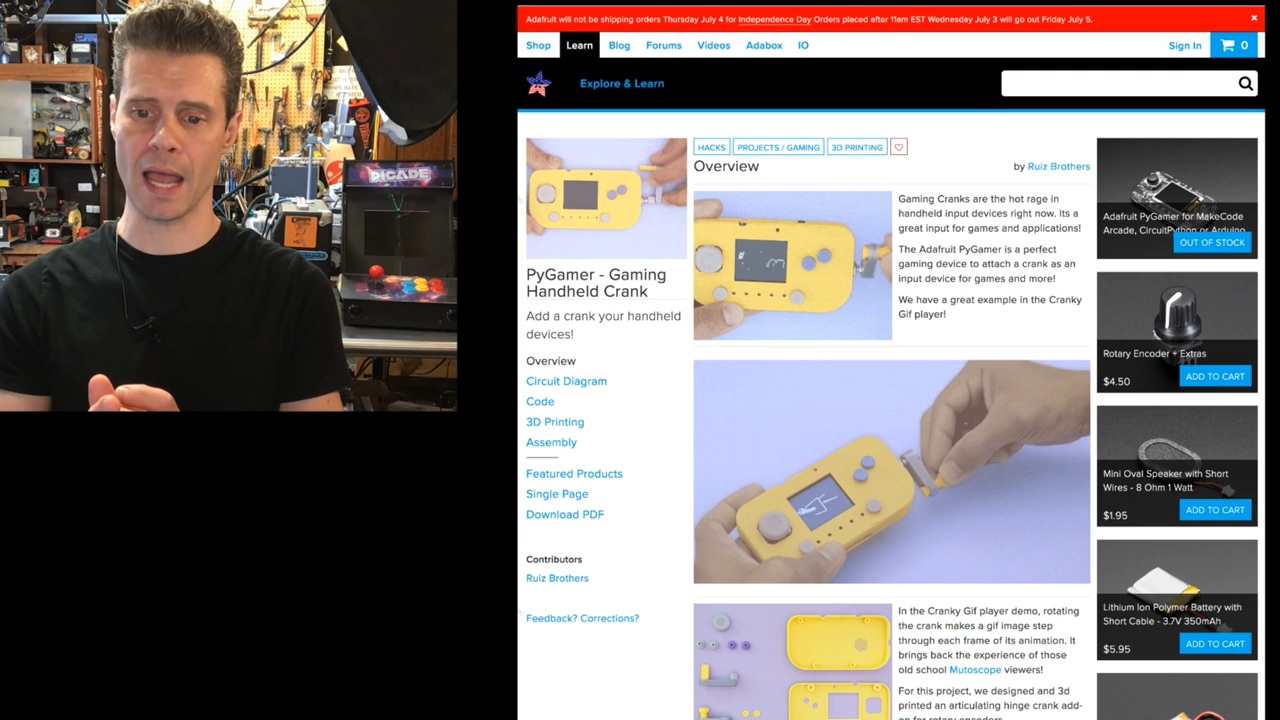 Adafruit will not be shipping orders Thursday July 4 for Independence Day Orders placed after 11am EST Wednesday July 3 will go out Friday July 5.
Shop Learn Blog Forums Videos Adabox IO
Sign In 0
Explore & Learn
HACKS PROJECTS / GAMING 3D PRINTING
Overview
by Ruiz Brothers
PICADE
PyGamer - Gaming
Handheld Crank
Add a crank your handheld
devices!
Overview
Circuit Diagram
Code
3D Printing
Assembly
Featured Products
Single Page
Download PDF
Contributors
Ruiz Brothers
Feedback? Corrections?
Gaming Cranks are the hot rage in
handheld input devices right now. Its a
great input for games and applications!
The Adafruit PyGamer is a perfect
gaming device to attach a crank as an
input device for games and more!
We have a great example in the Cranky
Gif player!
In the Cranky Gif player demo, rotating
the crank makes a gif image step
through each frame of its animation. It
brings back the experience of those
old school Mutoscope viewers!
For this project, we designed and 3d
printed an articulating hinge crank add-
on for rotary encoders.
Adafruit PyGamer for MakeCode
Arcade, CircuitPython or Arduino
OUT OF STOCK
Rotary Encoder + Extras
$4.50 ADD TO CART
Mini Oval Speaker with Short
Wires - 8 Ohm 1 Watt
$1.95 ADD TO CART
Lithium Ion Polymer Battery with
Short Cable - 3.7V 350mAh
$5.95 ADD TO CART